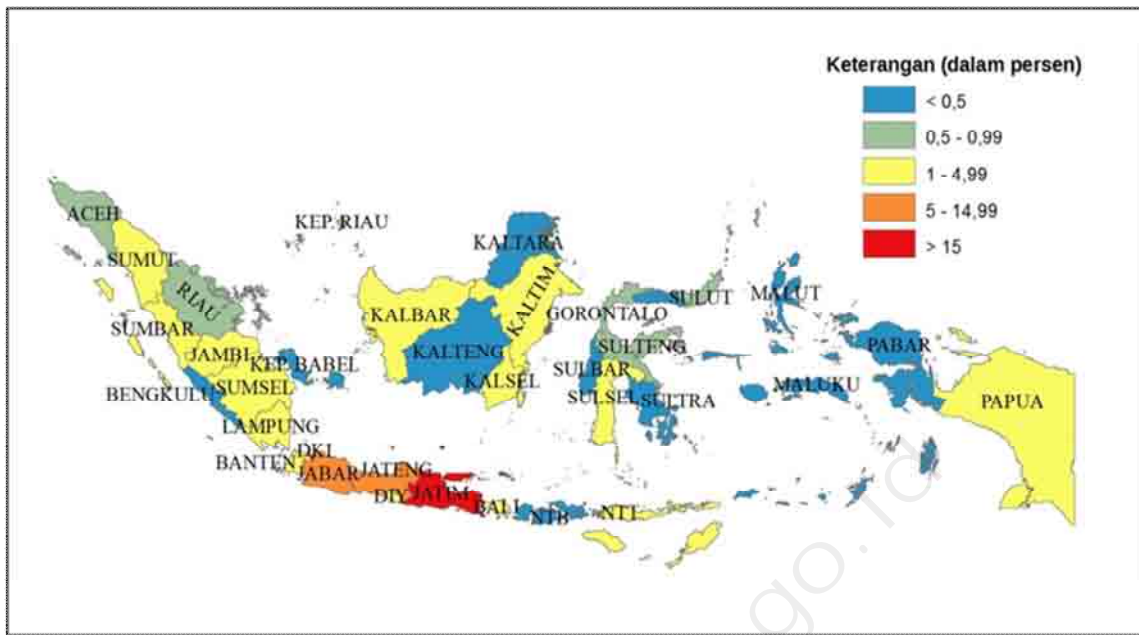 Keterangan (dalam persen)
< 0,5
0,5 - 0,99
1 - 4,99
5 - 14,99
> 15
ACEH
KEP. RIAU
SUMUT
KALTARA
RIAU
KALTIM
SULUT
MALUT
GORONTALO
KALBAR
SUMBAR
JAMBI
KALTENG
SULTENG
PABAR
KEP. BABEL
SULBAR
BENGKULU
SUMSEL
KALSEL
SULSEL
SULTRA
MALUKU
PAPUA
LAMPUNG
DKI
BANTEN
JABAR
JATENG
DIY
JATIM
BALI
NTB
go.id